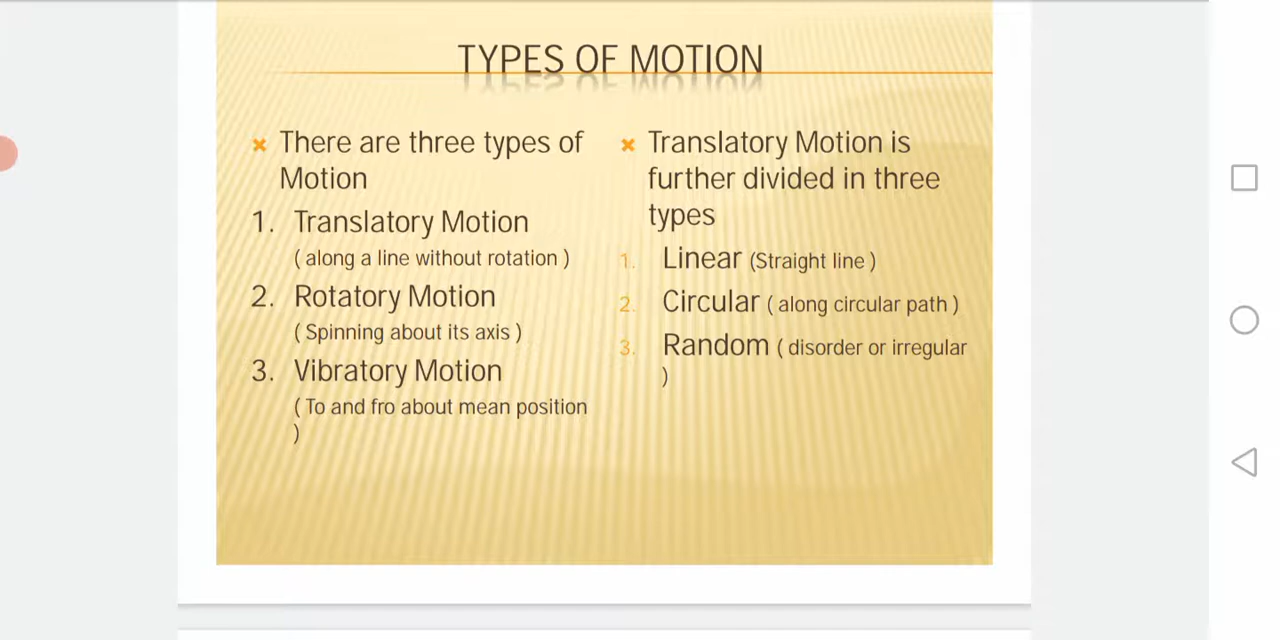 TYPES OF MOTION
There are three types of
Motion
1. Translatory Motion
( along a line without rotation )
2. Rotatory Motion
( Spinning about its axis )
3. Vibratory Motion
( To and fro about mean position
)
Translatory Motion is
further divided in three
types
1. Linear (Straight line )
2. Circular ( along circular path )
3. Random ( disorder or irregular
)